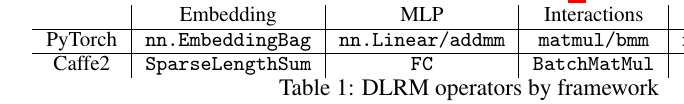 Embedding MLP Interactions
PyTorch nn.EmbeddingBag nn.Linear/addmm matmul/bmm
Caffe2 SparseLengthSum FC BatchMatMul
Table 1: DLRM operators by framework